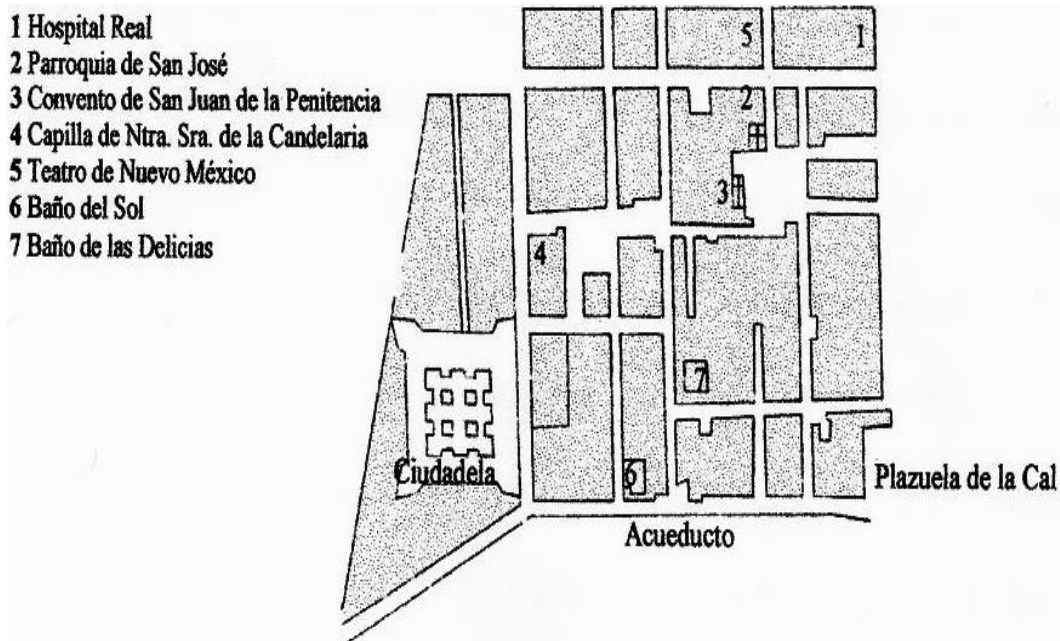 1 Hospital Real
2 Parroquia de San José
3 Convento de San Juan de la Penitencia
4 Capilla de Ntra. Sra. de la Candelaria
5 Teatro de Nuevo México
6 Baño del Sol
7 Baño de las Delicias
5
1
2
3
4
7
Ciudadela
6
Plazuela de la Cal
Acueducto